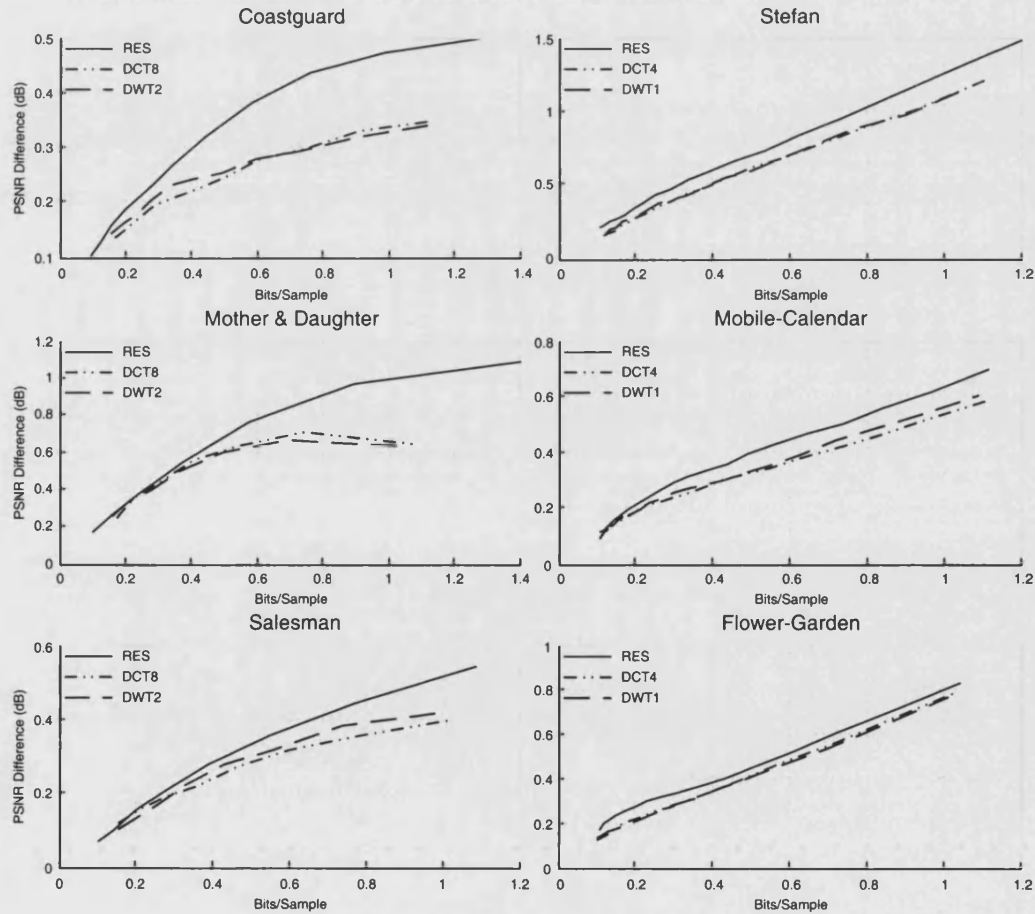 Coastguard
0.5
0.4
0.3
0.2
0.1
PSNR Difference (dB)
RES
DCT8
DWT2
0 0.2 0.4 0.6 0.8 1 1.2 1.4
Bits/Sample
Stefan
1.5
1
0.5
0
RES
DCT4
DWT1
0 0.2 0.4 0.6 0.8 1 1.2
Bits/Sample
Mother & Daughter
1.2
1
0.8
0.6
0.4
0.2
0
PSNR Difference (dB)
RES
DCT8
DWT2
0 0.2 0.4 0.6 0.8 1 1.2 1.4
Bits/Sample
Mobile-Calendar
0.8
0.6
0.4
0.2
0
RES
DCT4
DWT1
0 0.2 0.4 0.6 0.8 1 1.2
Bits/Sample
Salesman
0.6
0.4
0.2
0
PSNR Difference (dB)
RES
DCT8
DWT2
0 0.2 0.4 0.6 0.8 1 1.2 1.4
Bits/Sample
Flower-Garden
1
0.8
0.6
0.4
0.2
0
RES
DCT4
DWT1
0 0.2 0.4 0.6 0.8 1 1.2
Bits/Sample